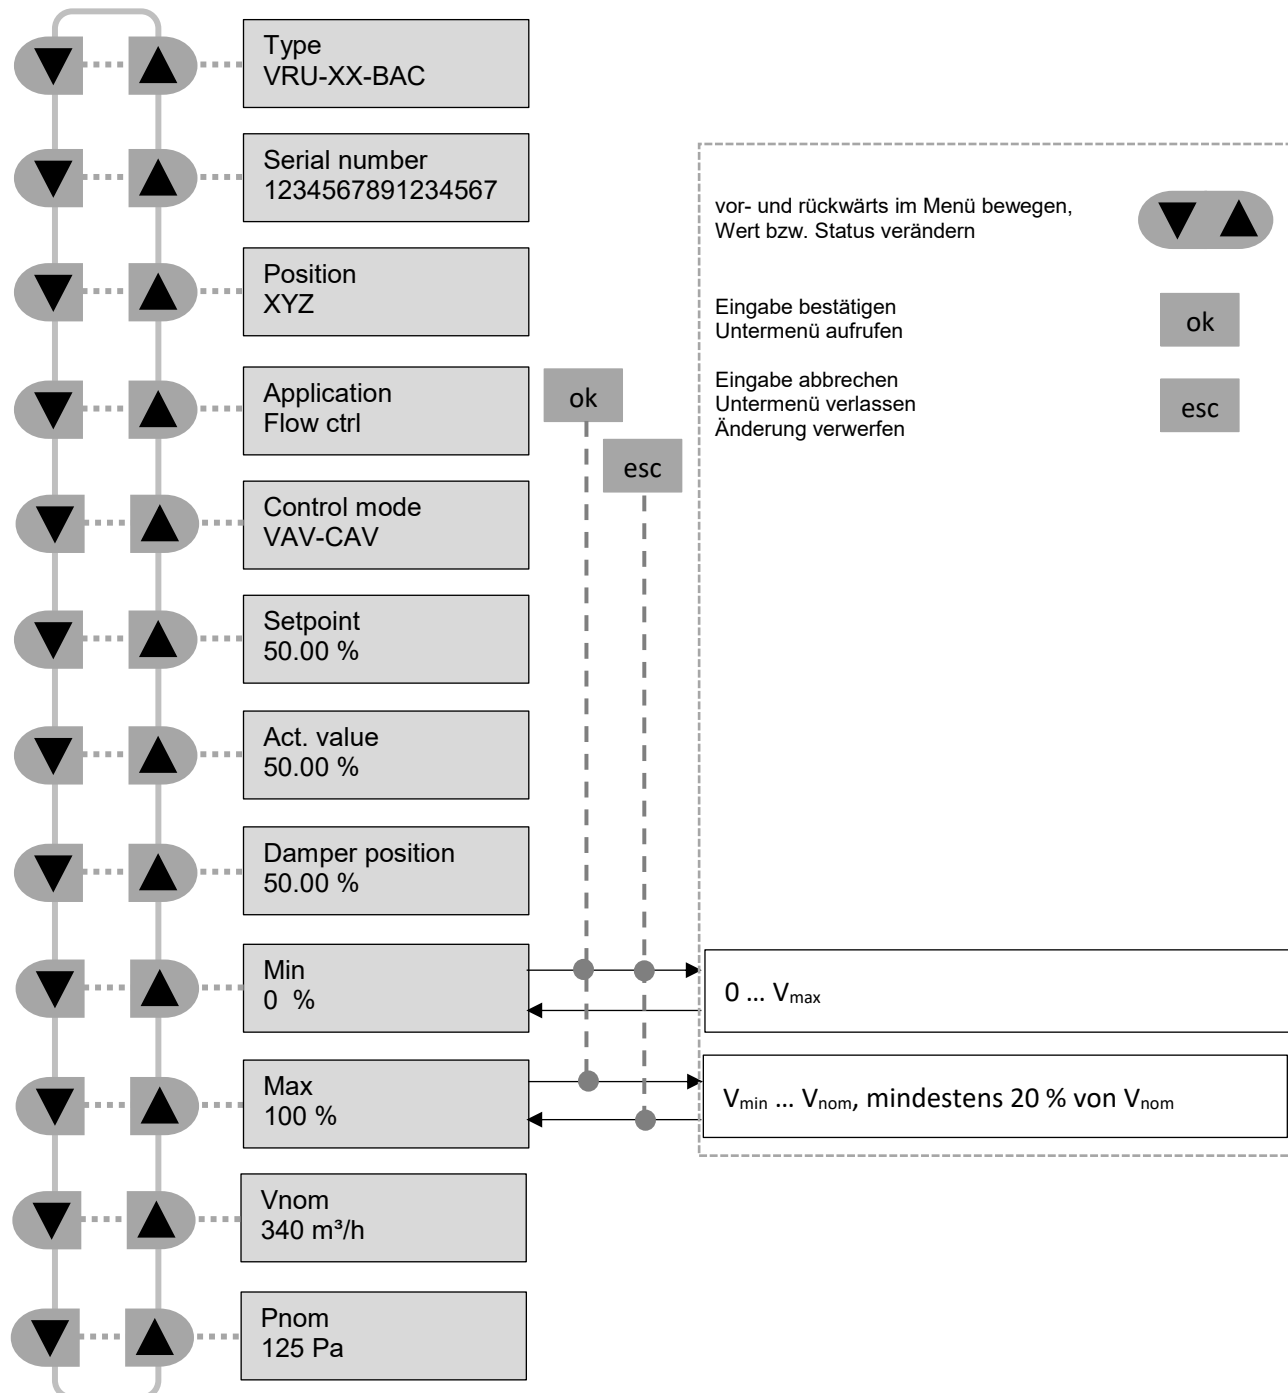 Type
VRU-XX-BAC
Serial number
1234567891234567
Position
XYZ
Application
Flow ctrl
Control mode
VAV-CAV
Setpoint
50.00 %
Act. value
50.00 %
Damper position
50.00 %
Min
0 %
Max
100 %
Vnom
340 m³/h
Pnom
125 Pa
ok
esc
vor- und rückwärts im Menü bewegen,
Wert bzw. Status verändern
Eingabe bestätigen
Untermenü aufrufen
ok
Eingabe abbrechen
Untermenü verlassen
Änderung verwerfen
esc
0 ... Vmax
Vmin ... Vnom, mindestens 20 % von Vnom